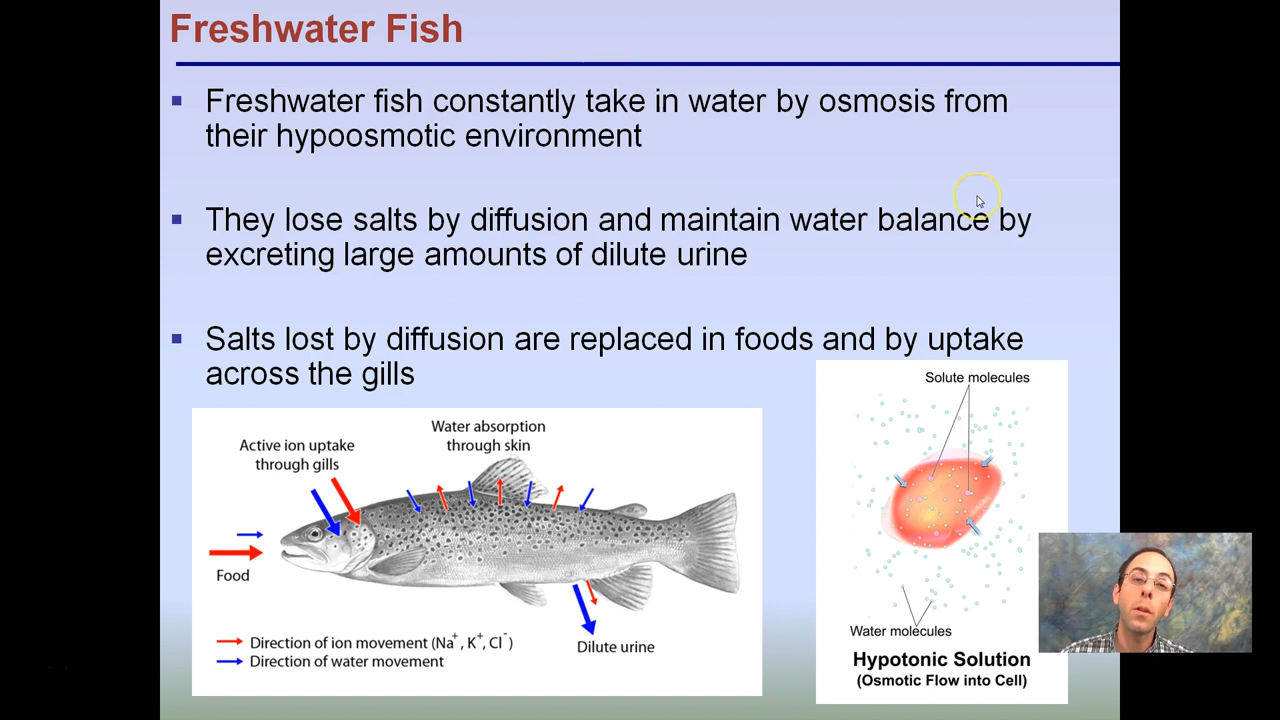 Freshwater Fish
▪ Freshwater fish constantly take in water by osmosis from
their hypoosmotic environment
▪ They lose salts by diffusion and maintain water balance by
excreting large amounts of dilute urine
▪ Salts lost by diffusion are replaced in foods and by uptake
across the gills
Water absorption
through skin
Active ion uptake
through gills
Food
Dilute urine
Direction of ion movement (Na⁺, K⁺, Cl⁻)
Direction of water movement
Solute molecules
Water molecules
Hypotonic Solution
(Osmotic Flow into Cell)